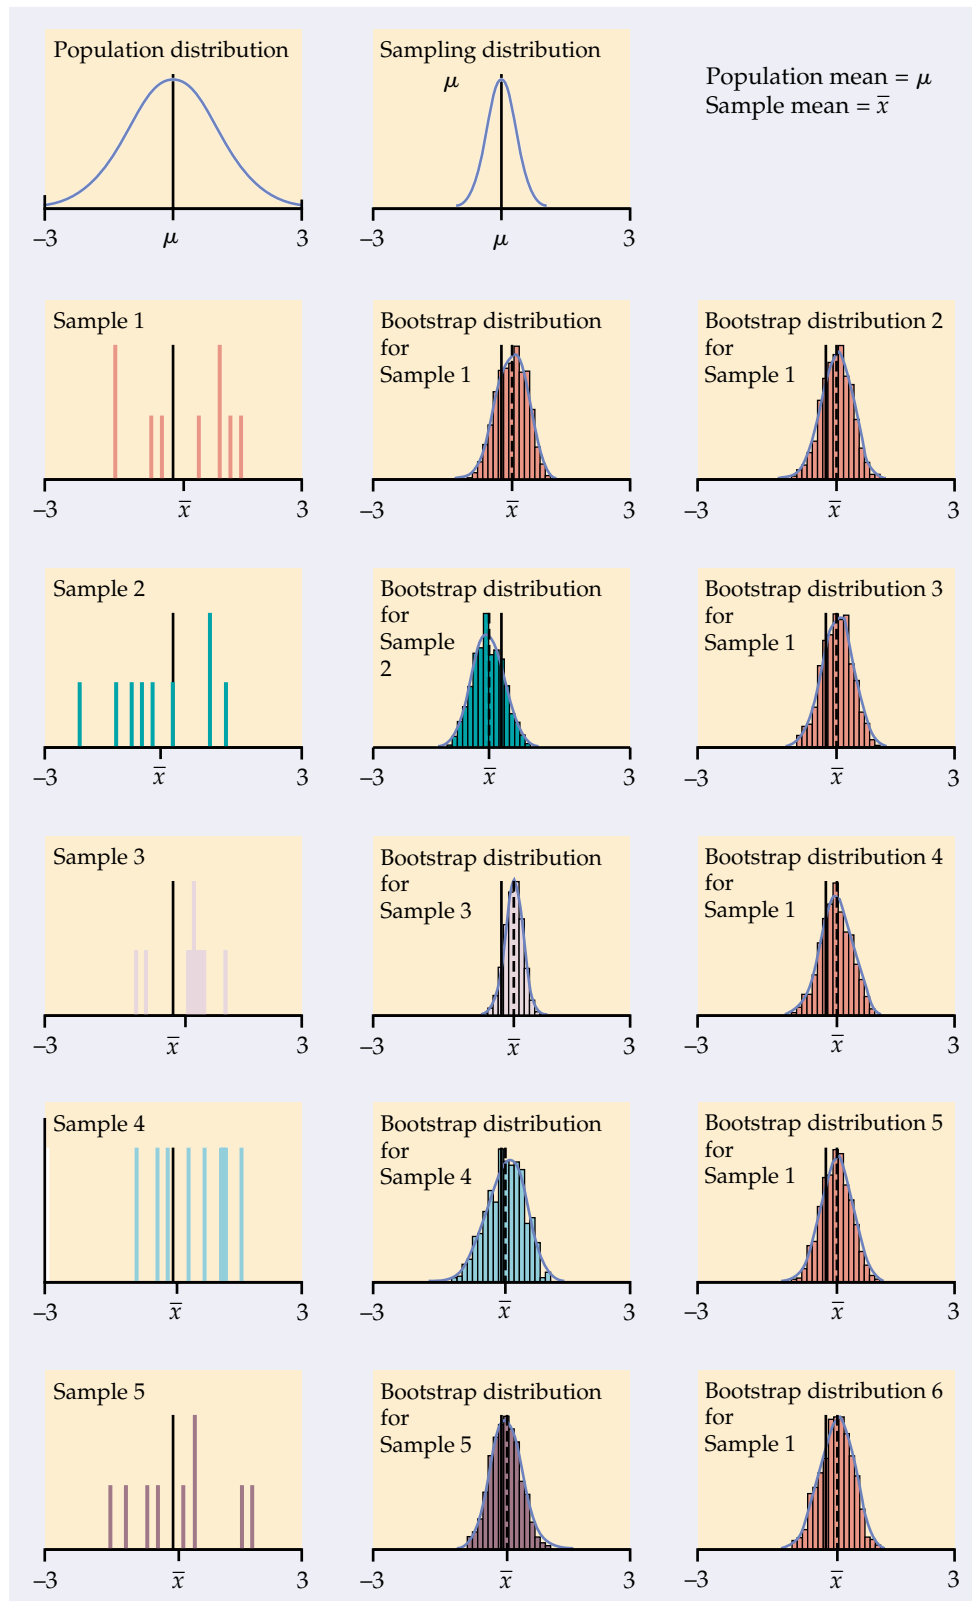 Population distribution
−3
μ
3
Sampling distribution
μ
−3
μ
3
Population mean = μ
Sample mean = x̅
Sample 1
−3
x̅
3
Bootstrap distribution
for
Sample 1
−3
x̅
3
Bootstrap distribution 2
for
Sample 1
−3
x̅
3
Sample 2
−3
x̅
3
Bootstrap distribution
for
Sample
2
−3
x̅
3
Bootstrap distribution 3
for
Sample 1
−3
x̅
3
Sample 3
−3
x̅
3
Bootstrap distribution
for
Sample 3
−3
x̅
3
Bootstrap distribution 4
for
Sample 1
−3
x̅
3
Sample 4
−3
x̅
3
Bootstrap distribution
for
Sample 4
−3
x̅
3
Bootstrap distribution 5
for
Sample 1
−3
x̅
3
Sample 5
−3
x̅
3
Bootstrap distribution
for
Sample 5
−3
x̅
3
Bootstrap distribution 6
for
Sample 1
−3
x̅
3